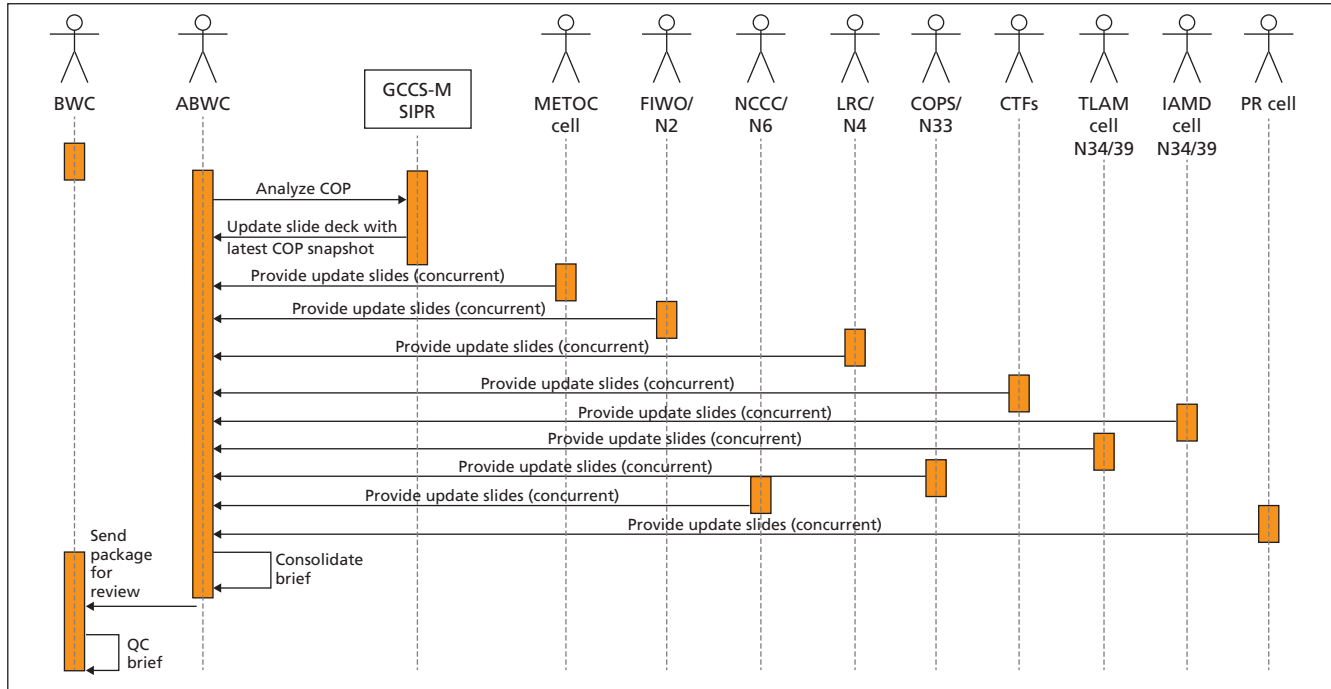 BWC
ABWC
GCCS-M
SIPR
METOC
cell
FIWO/
N2
NCCC/
N6
LRC/
N4
COPS/
N33
CTFs
TLAM
cell
N34/39
IAMD
cell
N34/39
PR cell
Analyze COP
Update slide deck with
latest COP snapshot
Provide update slides (concurrent)
Provide update slides (concurrent)
Provide update slides (concurrent)
Provide update slides (concurrent)
Provide update slides (concurrent)
Provide update slides (concurrent)
Provide update slides (concurrent)
Provide update slides (concurrent)
Provide update slides (concurrent)
Send
package
for
review
Consolidate
brief
QC
brief